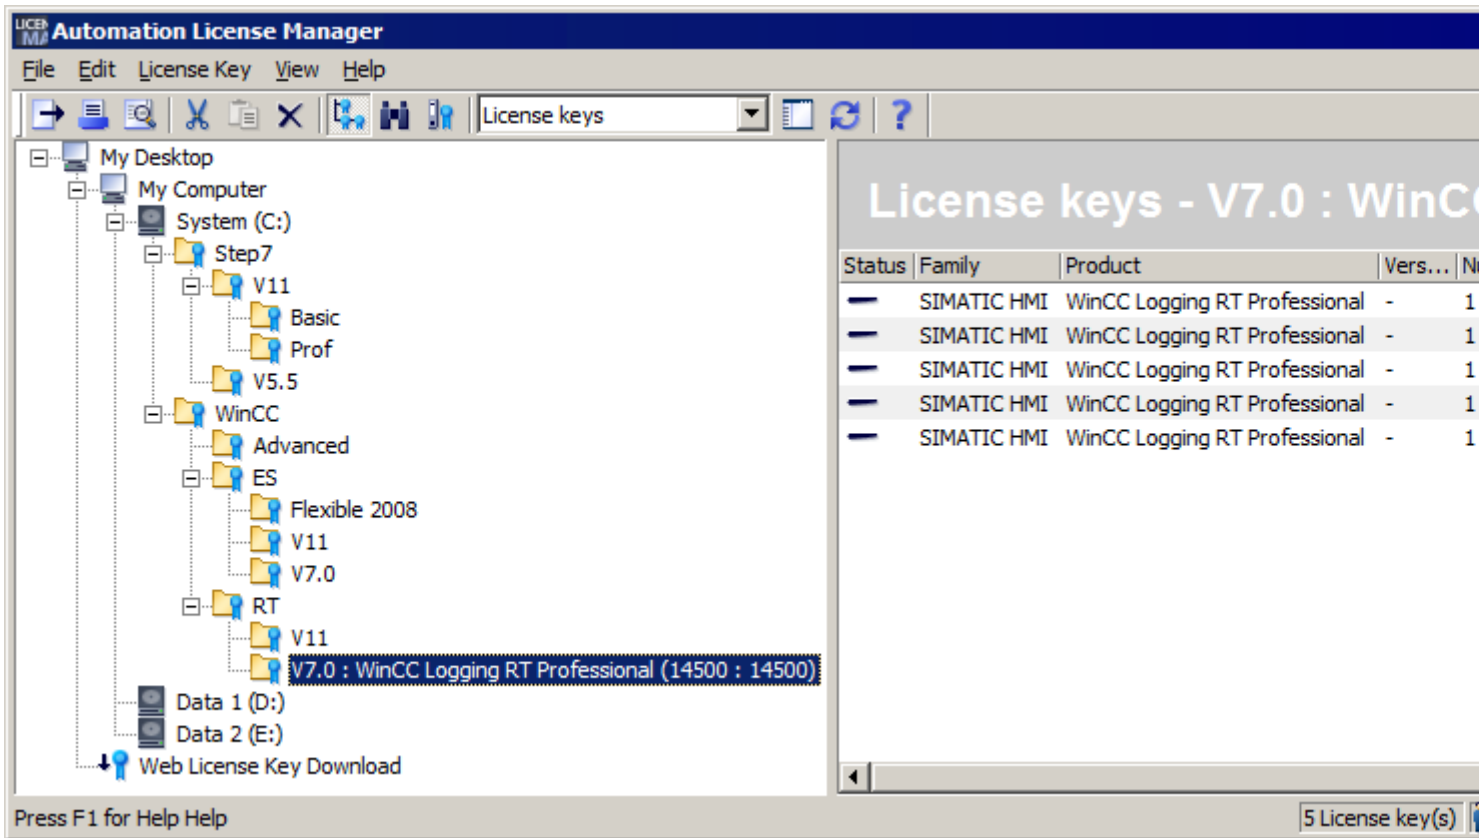 Automation License Manager
File Edit License Key View Help
License keys
My Desktop
My Computer
System (C:)
Step7
V11
Basic
Prof
V5.5
WinCC
Advanced
ES
Flexible 2008
V11
V7.0
RT
V11
V7.0 : WinCC Logging RT Professional (14500 : 14500)
Data 1 (D:)
Data 2 (E:)
Web License Key Download
License keys - V7.0 : WinC
Status Family Product Vers... N
SIMATIC HMI WinCC Logging RT Professional - 1
SIMATIC HMI WinCC Logging RT Professional - 1
SIMATIC HMI WinCC Logging RT Professional - 1
SIMATIC HMI WinCC Logging RT Professional - 1
SIMATIC HMI WinCC Logging RT Professional - 1
Press F1 for Help Help 5 License key(s)